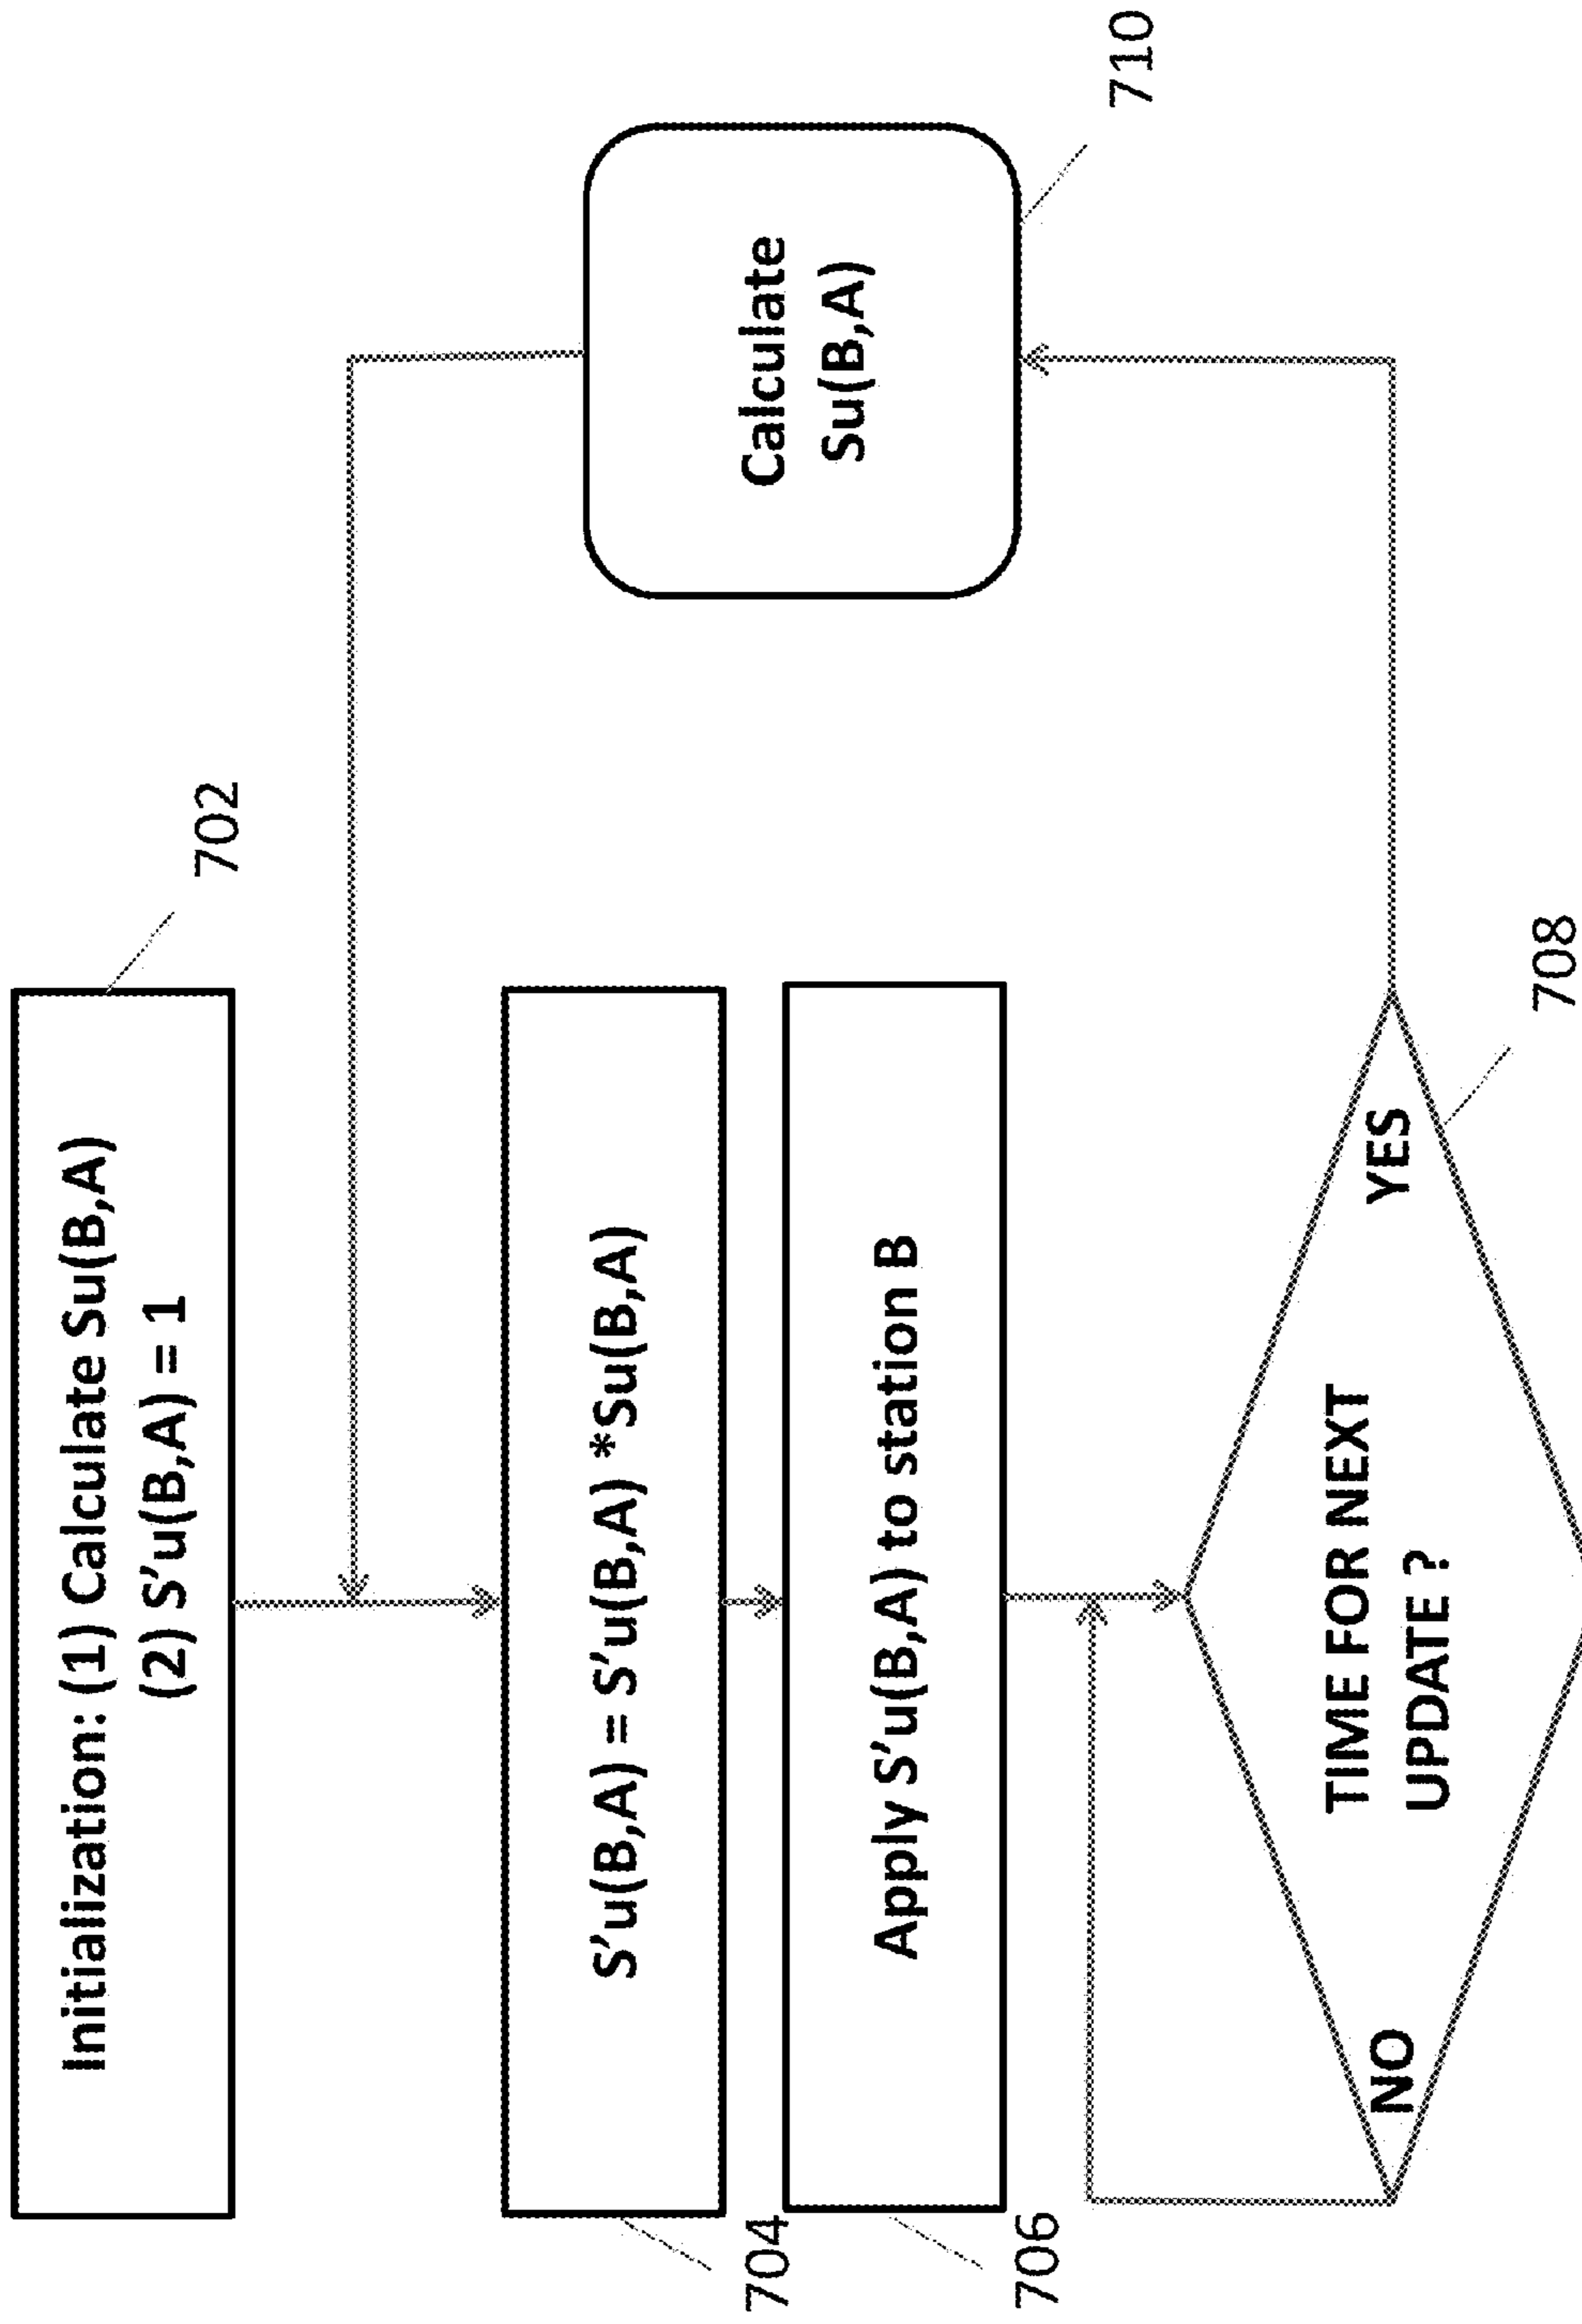 Initialization: (1) Calculate Su(B,A)
(2) S'u(B,A) = 1
702
S'u(B,A) = S'u(B,A) *Su(B,A)
704
Apply S'u(B,A) to station B
706
TIME FOR NEXT
UPDATE ?
NO
YES
708
Calculate
Su(B,A)
710